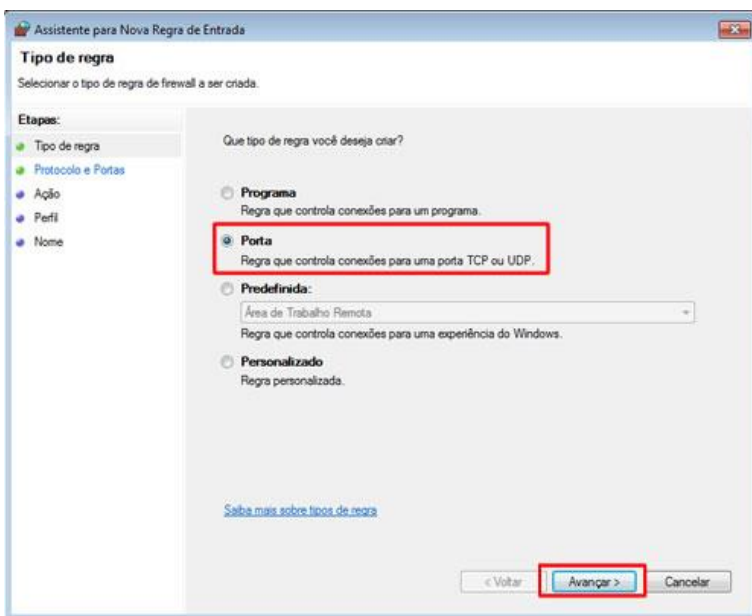 Assistente para Nova Regra de Entrada
Tipo de regra
Selecionar o tipo de regra de firewall a ser criada.
Etapas:
Tipo de regra
Protocolo e Portas
Ação
Perfil
Nome
Que tipo de regra você deseja criar?
Programa
Regra que controla conexões para um programa.
Porta
Regra que controla conexões para uma porta TCP ou UDP.
Predefinida:
Área de Trabalho Remota
Regra que controla conexões para uma experiência do Windows.
Personalizado
Regra personalizada.
Saiba mais sobre tipos de regra
< Voltar
Avançar >
Cancelar